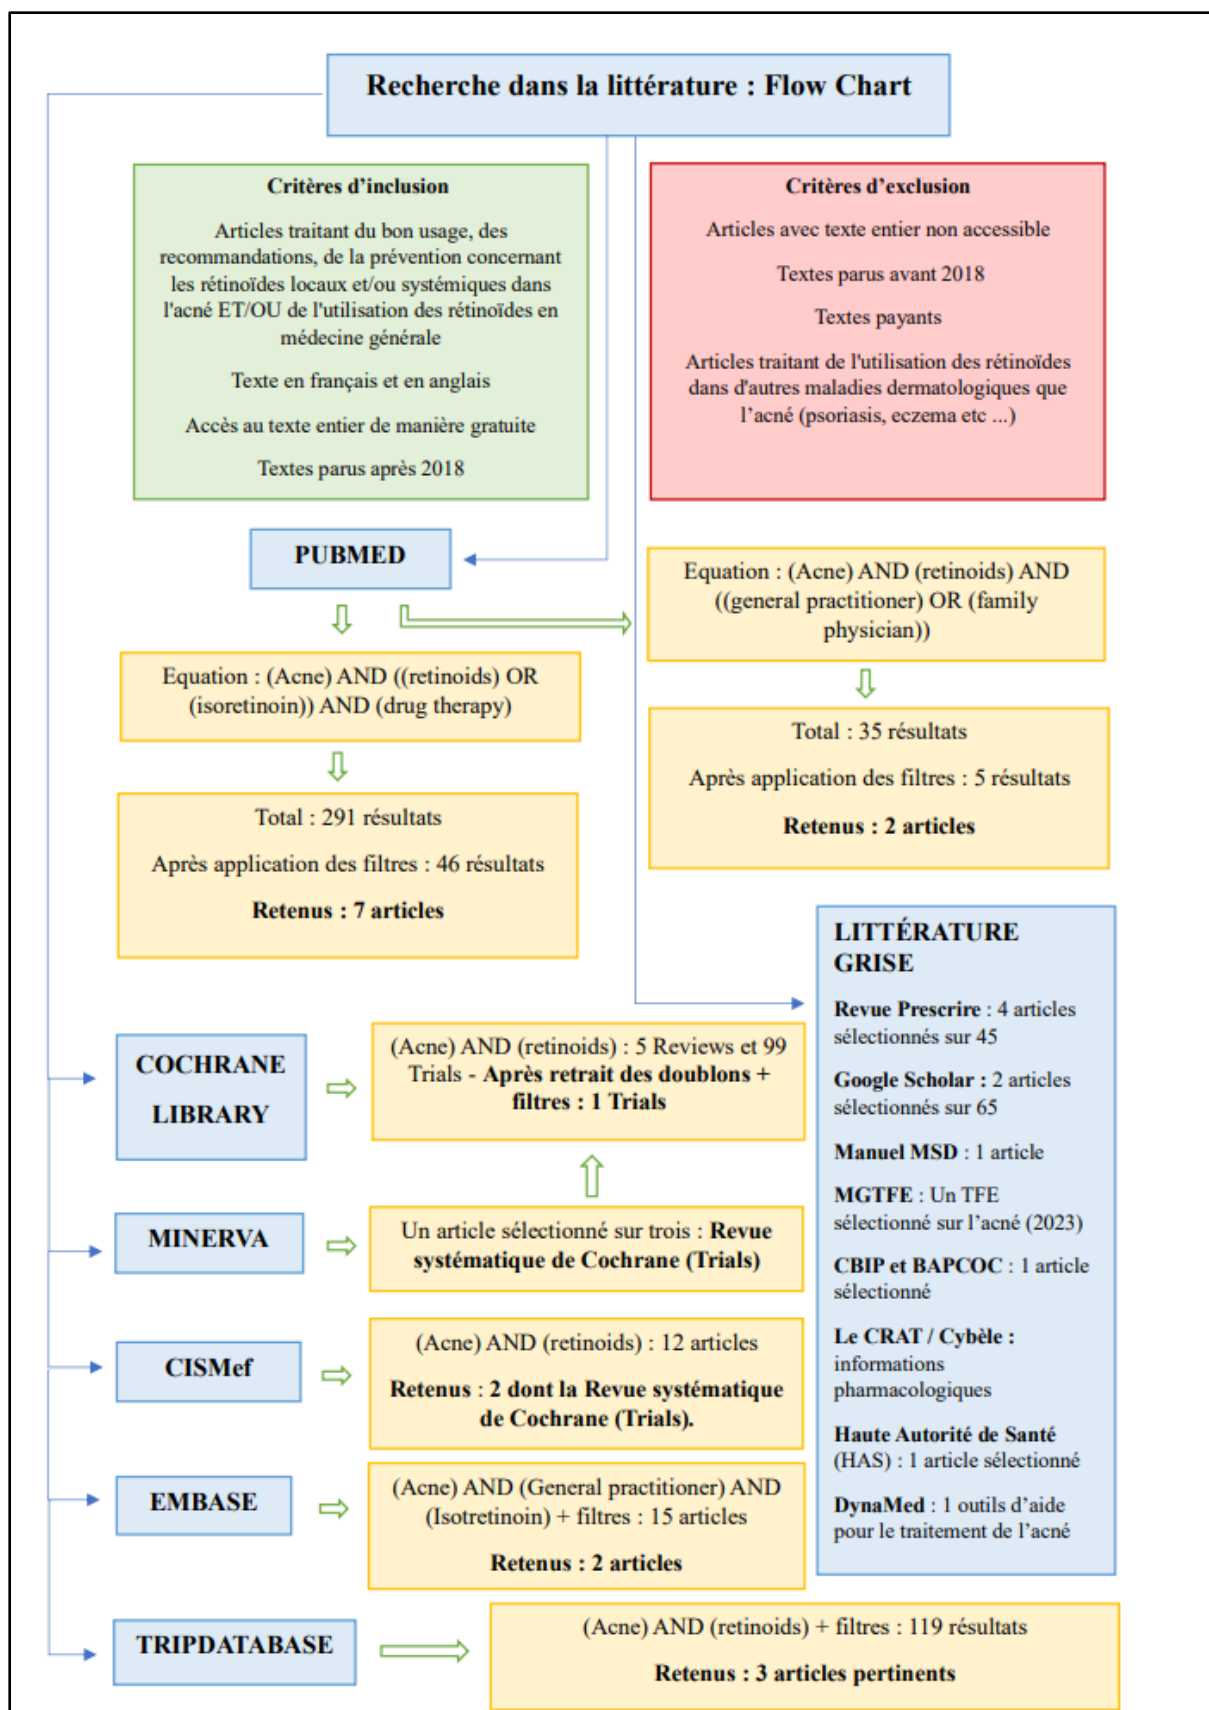 Recherche dans la littérature : Flow Chart
Critères d'inclusion
Articles traitant du bon usage, des
recommandations, de la prévention concernant
les rétinoïdes locaux et/ou systémiques dans
l'acné ET/OU de l'utilisation des rétinoïdes en
médecine générale
Texte en français et en anglais
Accès au texte entier de manière gratuite
Textes parus après 2018
Critères d'exclusion
Articles avec texte entier non accessible
Textes parus avant 2018
Textes payants
Articles traitant de l'utilisation des rétinoïdes
dans d'autres maladies dermatologiques que
l'acné (psoriasis, eczema etc ...)
PUBMED
Equation : (Acne) AND (retinoids) AND
((general practitioner) OR (family
physician))
Equation : (Acne) AND ((retinoids) OR
(isoretinoin)) AND (drug therapy)
Total : 35 résultats
Après application des filtres : 5 résultats
Retenus : 2 articles
Total : 291 résultats
Après application des filtres : 46 résultats
Retenus : 7 articles
LITTÉRATURE
GRISE
Revue Prescrire : 4 articles
sélectionnés sur 45
Google Scholar : 2 articles
sélectionnés sur 65
Manuel MSD : 1 article
MGTFE : Un TFE
sélectionné sur l'acné (2023)
CBIP et BAPCOC : 1 article
sélectionné
Le CRAT / Cybèle :
informations
pharmacologiques
Haute Autorité de Santé
(HAS) : 1 article sélectionné
DynaMed : 1 outils d'aide
pour le traitement de l'acné
COCHRANE
LIBRARY
(Acne) AND (retinoids) : 5 Reviews et 99
Trials - Après retrait des doublons +
filtres : 1 Trials
MINERVA
Un article sélectionné sur trois : Revue
systématique de Cochrane (Trials)
CISMef
(Acne) AND (retinoids) : 12 articles
Retenus : 2 dont la Revue systématique
de Cochrane (Trials).
EMBASE
(Acne) AND (General practitioner) AND
(Isotretinoin) + filtres : 15 articles
Retenus : 2 articles
TRIPDATABASE
(Acne) AND (retinoids) + filtres : 119 résultats
Retenus : 3 articles pertinents